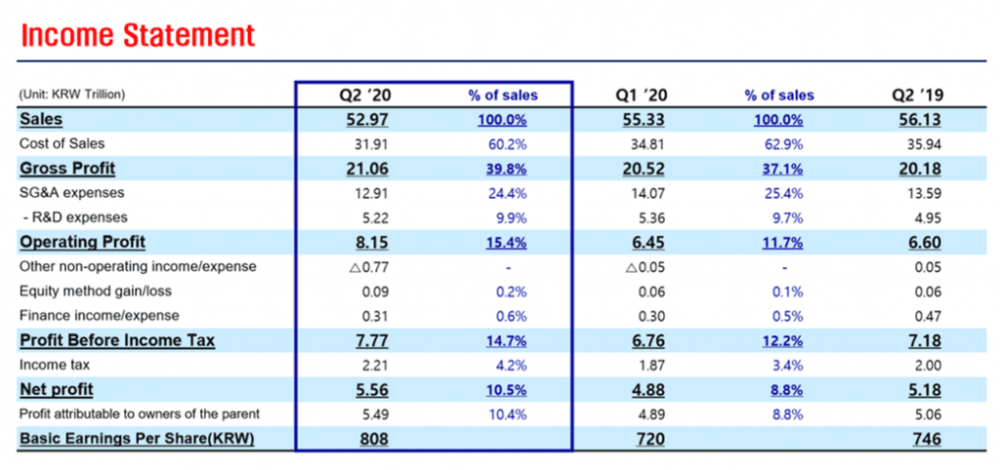 Income Statement
(Unit: KRW Trillion) Q2 ’20 % of sales Q1 ’20 % of sales Q2 ’19
Sales 52.97 100.0% 55.33 100.0% 56.13
Cost of Sales 31.91 60.2% 34.81 62.9% 35.94
Gross Profit 21.06 39.8% 20.52 37.1% 20.18
SG&A expenses 12.91 24.4% 14.07 25.4% 13.59
- R&D expenses 5.22 9.9% 5.36 9.7% 4.95
Operating Profit 8.15 15.4% 6.45 11.7% 6.60
Other non-operating income/expense △0.77 - △0.05 - 0.05
Equity method gain/loss 0.09 0.2% 0.06 0.1% 0.06
Finance income/expense 0.31 0.6% 0.30 0.5% 0.47
Profit Before Income Tax 7.77 14.7% 6.76 12.2% 7.18
Income tax 2.21 4.2% 1.87 3.4% 2.00
Net profit 5.56 10.5% 4.88 8.8% 5.18
Profit attributable to owners of the parent 5.49 10.4% 4.89 8.8% 5.06
Basic Earnings Per Share(KRW) 808 720 746